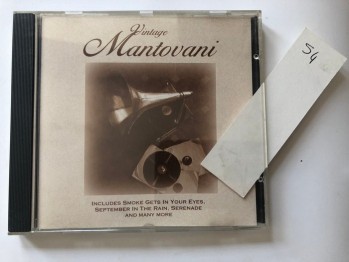 Vintage
Mantovani
INCLUDES SMOKE GETS IN YOUR EYES,
SEPTEMBER IN THE RAIN, SERENADE
AND MANY MORE
54